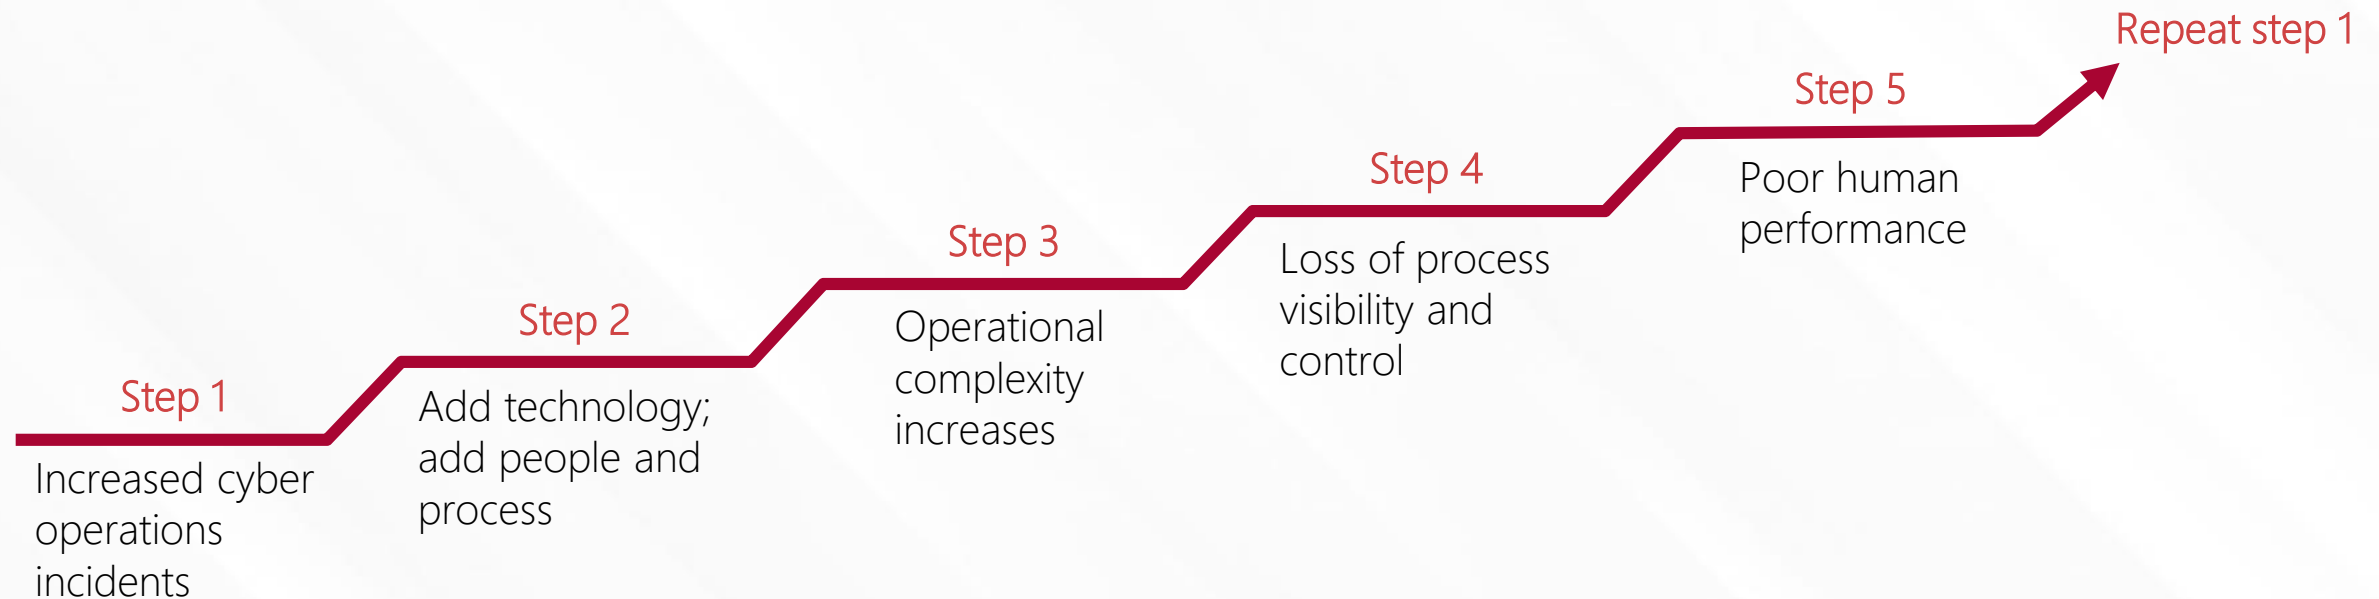 Step 1
Increased cyber
operations
incidents
Step 2
Add technology;
add people and
process
Step 3
Operational
complexity
increases
Step 4
Loss of process
visibility and
control
Step 5
Poor human
performance
Repeat step 1